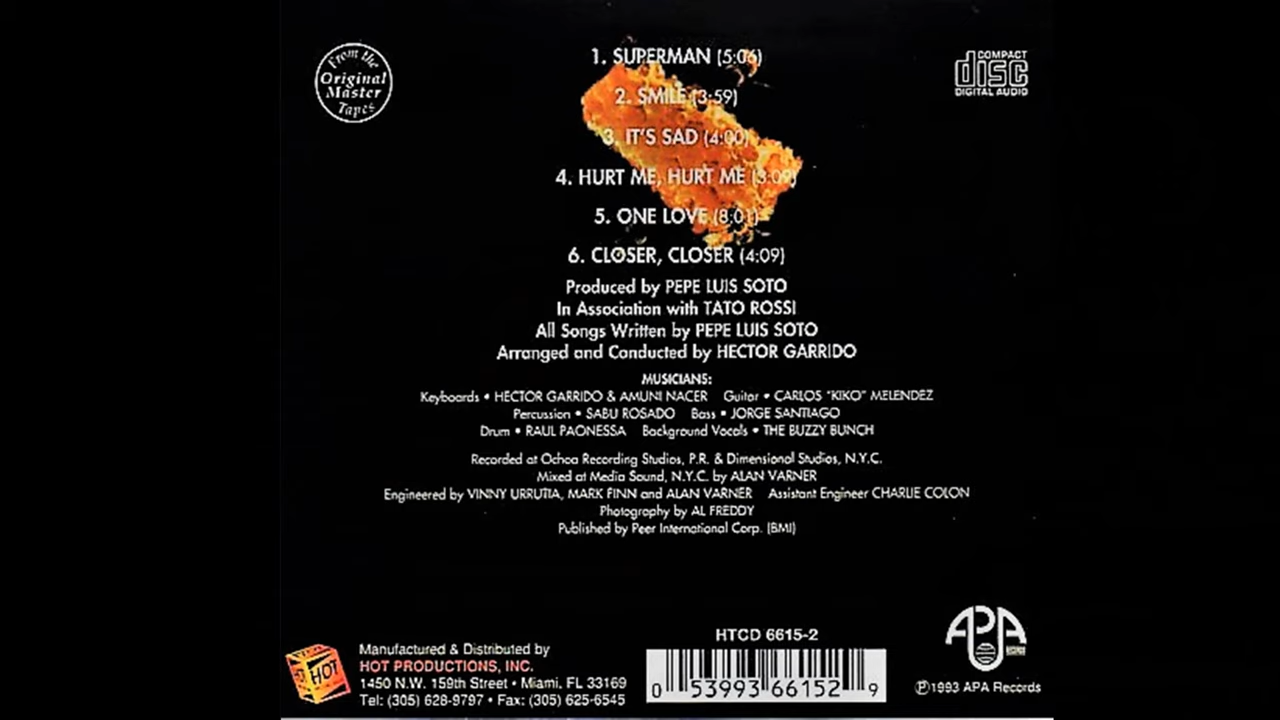 From the
Original
Master
Tapes
COMPACT
disc
DIGITAL AUDIO
1. SUPERMAN (5:06)
2. SMILE (3:59)
3. IT'S SAD (4:00)
4. HURT ME, HURT ME (3:09)
5. ONE LOVE (8:01)
6. CLOSER, CLOSER (4:09)
Produced by PEPE LUIS SOTO
In Association with TATO ROSSI
All Songs Written by PEPE LUIS SOTO
Arranged and Conducted by HECTOR GARRIDO
MUSICIANS:
Keyboards • HECTOR GARRIDO & AMUNI NACER Guitar • CARLOS "KIKO" MELENDEZ
Percussion • SABU ROSADO Bass • JORGE SANTIAGO
Drum • RAUL PAONESSA Background Vocals • THE BUZZY BUNCH
Recorded at Ochoa Recording Studios, P.R. & Dimensional Studios, N.Y.C.
Mixed at Media Sound, N.Y.C. by ALAN VARNER
Engineered by VINNY URRUTIA, MARK FINN and ALAN VARNER Assistant Engineer CHARLIE COLON
Photography by AL FREDDY
Published by Peer International Corp. (BMI)
HOT
Manufactured & Distributed by
HOT PRODUCTIONS, INC.
1450 N.W. 159th Street • Miami, FL 33169
Tel: (305) 628-9797 • Fax: (305) 625-6545
HTCD 6615-2
0 53993 66152 9
APA
RECORDS
℗1993 APA Records